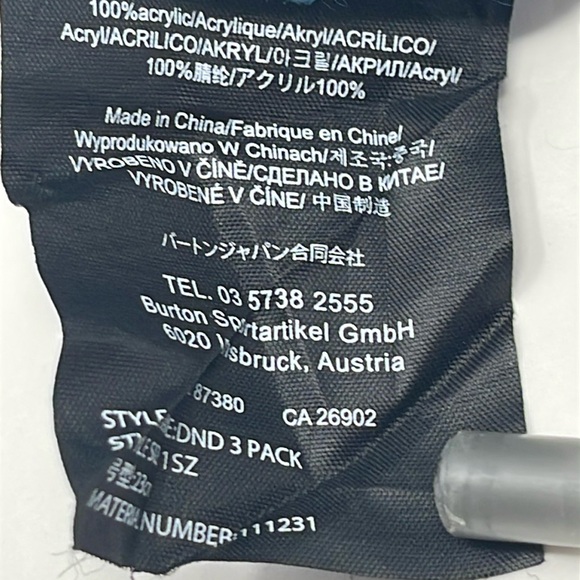 100%acrylic/Acrylique/Akryl/ACRÍLICO/
Acryl/ACRILICO/AKRYL/아크릴/АКРИЛ/Acryl/
100%腈纶/アクリル100%
Made in China/Fabrique en Chine/
Wyprodukowano W Chinach/제조국:중국/
VYROBENO V ČÍNĚ/СДЕЛАНО В КИТАЕ/
VYROBENÉ V ČÍNE/ 中国制造
バートンジャパン合同会社
TEL. 03 5738 2555
Burton Sportartikel GmbH
6020 Austria
87380 CA 26902
DND 3 PACK
1SZ
号型
NUMBER:111231